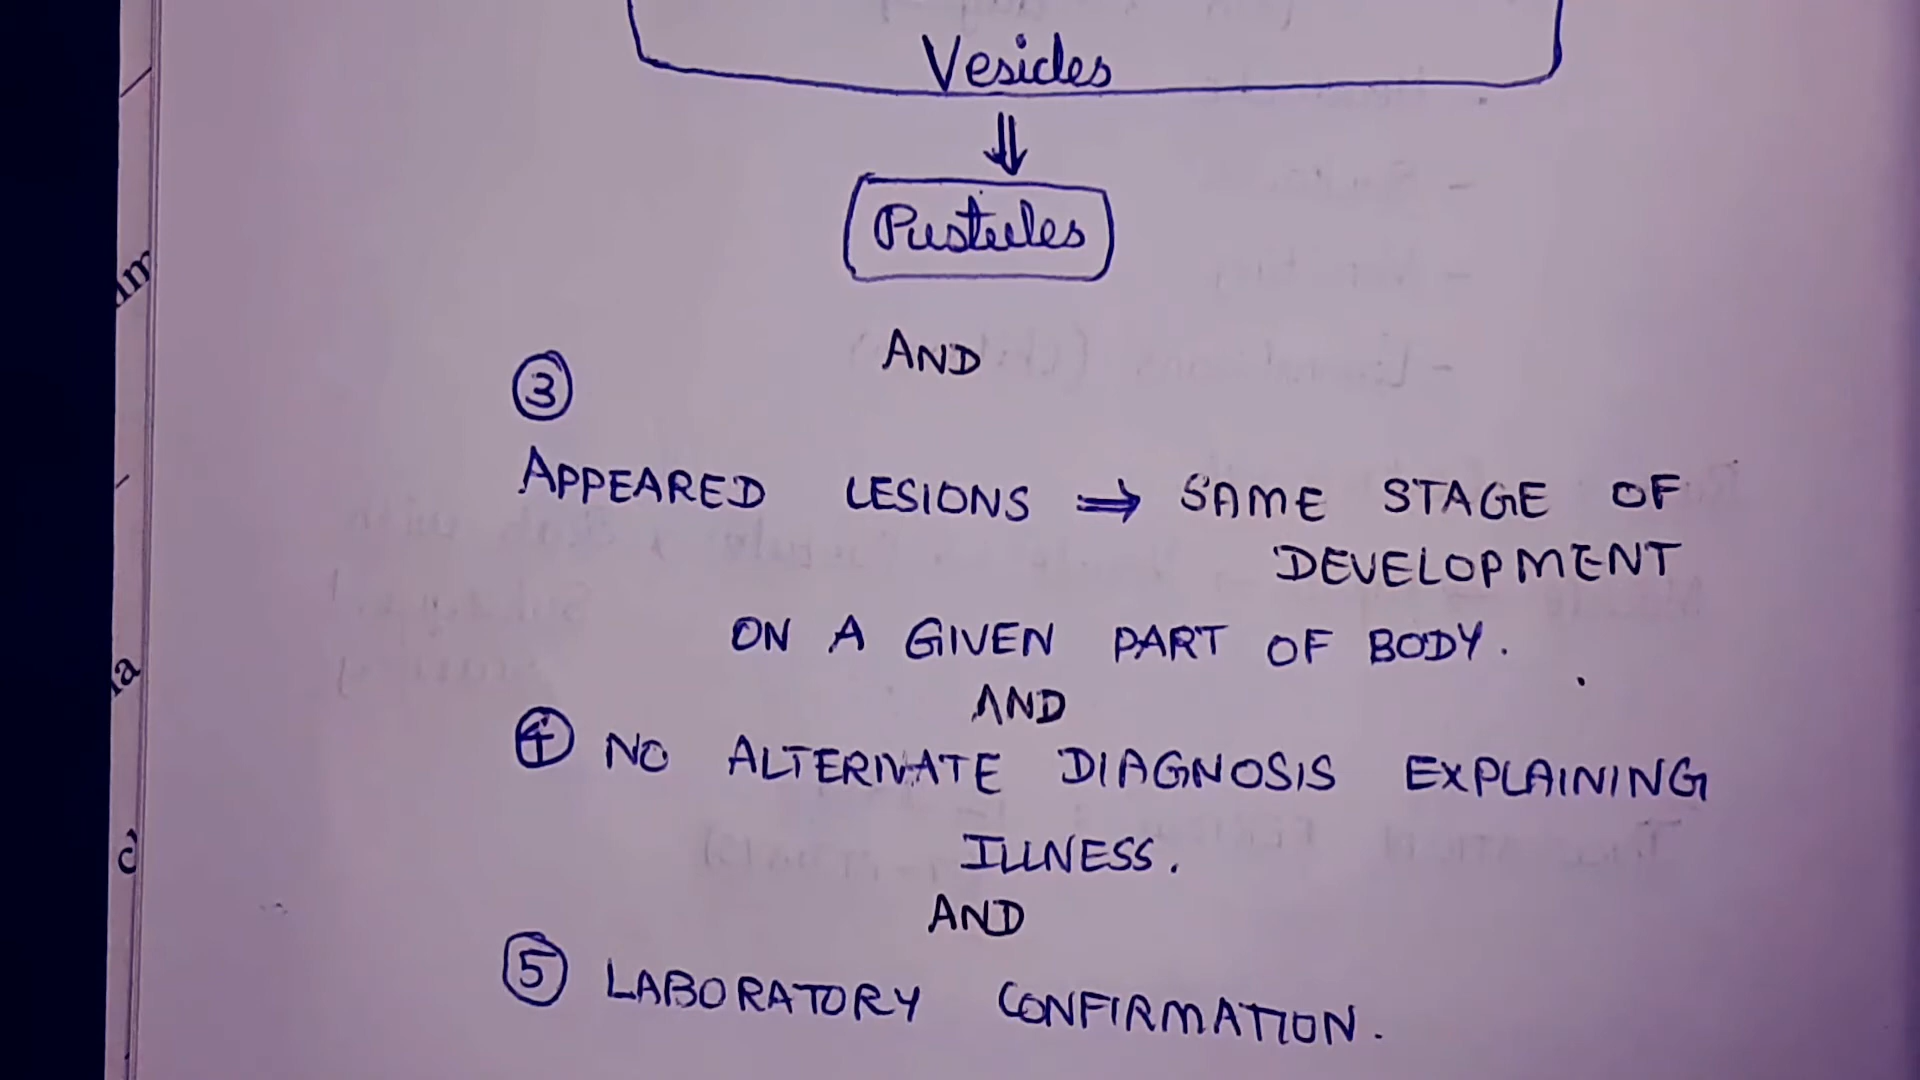 Vesicles
⇓
Pustules
AND
③
APPEARED LESIONS ⇒ SAME STAGE OF
DEVELOPMENT
ON A GIVEN PART OF BODY.
AND
④ NO ALTERNATE DIAGNOSIS EXPLAINING
ILLNESS.
AND
⑤ LABORATORY CONFIRMATION.
im
a
c